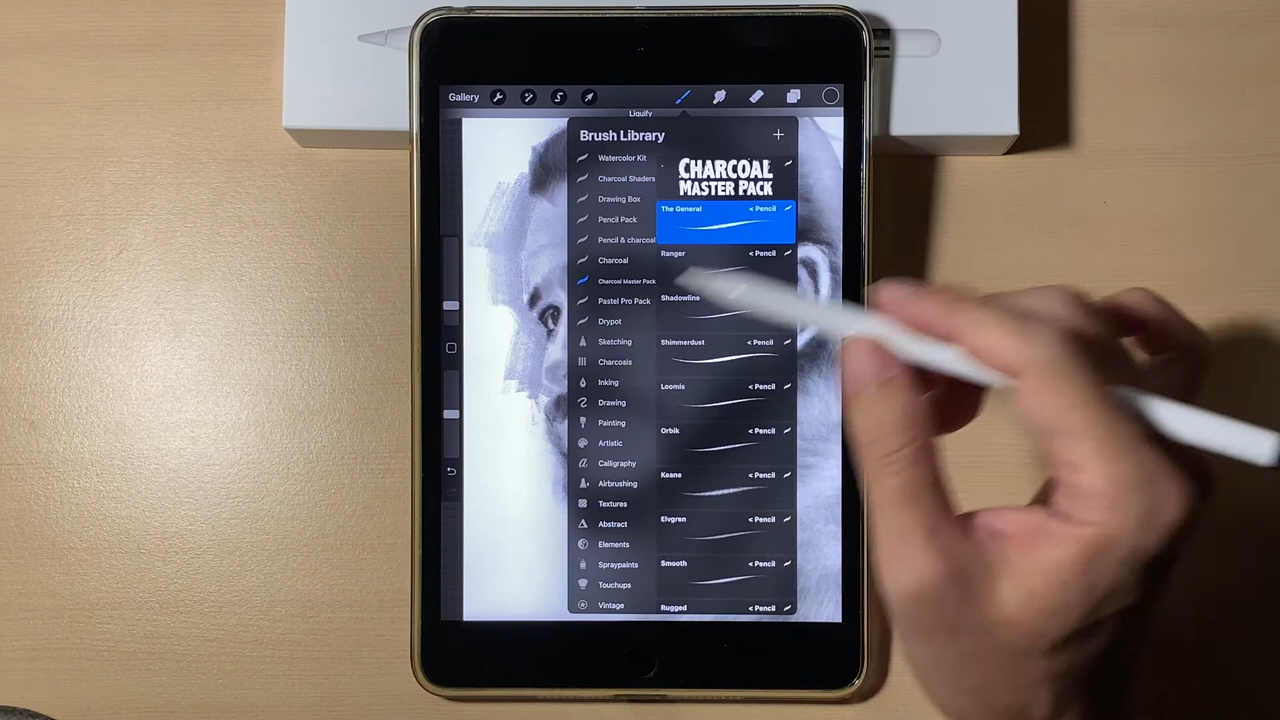 Gallery
Liquify
Brush Library
Watercolor Kit
Charcoal Shaders
Drawing Box
Pencil Pack
Pencil & charcoal
Charcoal
Charcoal Master Pack
Pastel Pro Pack
Drypot
Sketching
Charcoals
Inking
Drawing
Painting
Artistic
Calligraphy
Airbrushing
Textures
Abstract
Elements
Spraypaints
Touchups
Vintage
CHARCOAL
MASTER PACK
The General < Pencil
Ranger < Pencil
Shadowline
Shimmerdust < Pencil
Loomis < Pencil
Orbik < Pencil
Keane < Pencil
Elvgren < Pencil
Smooth < Pencil
Rugged < Pencil